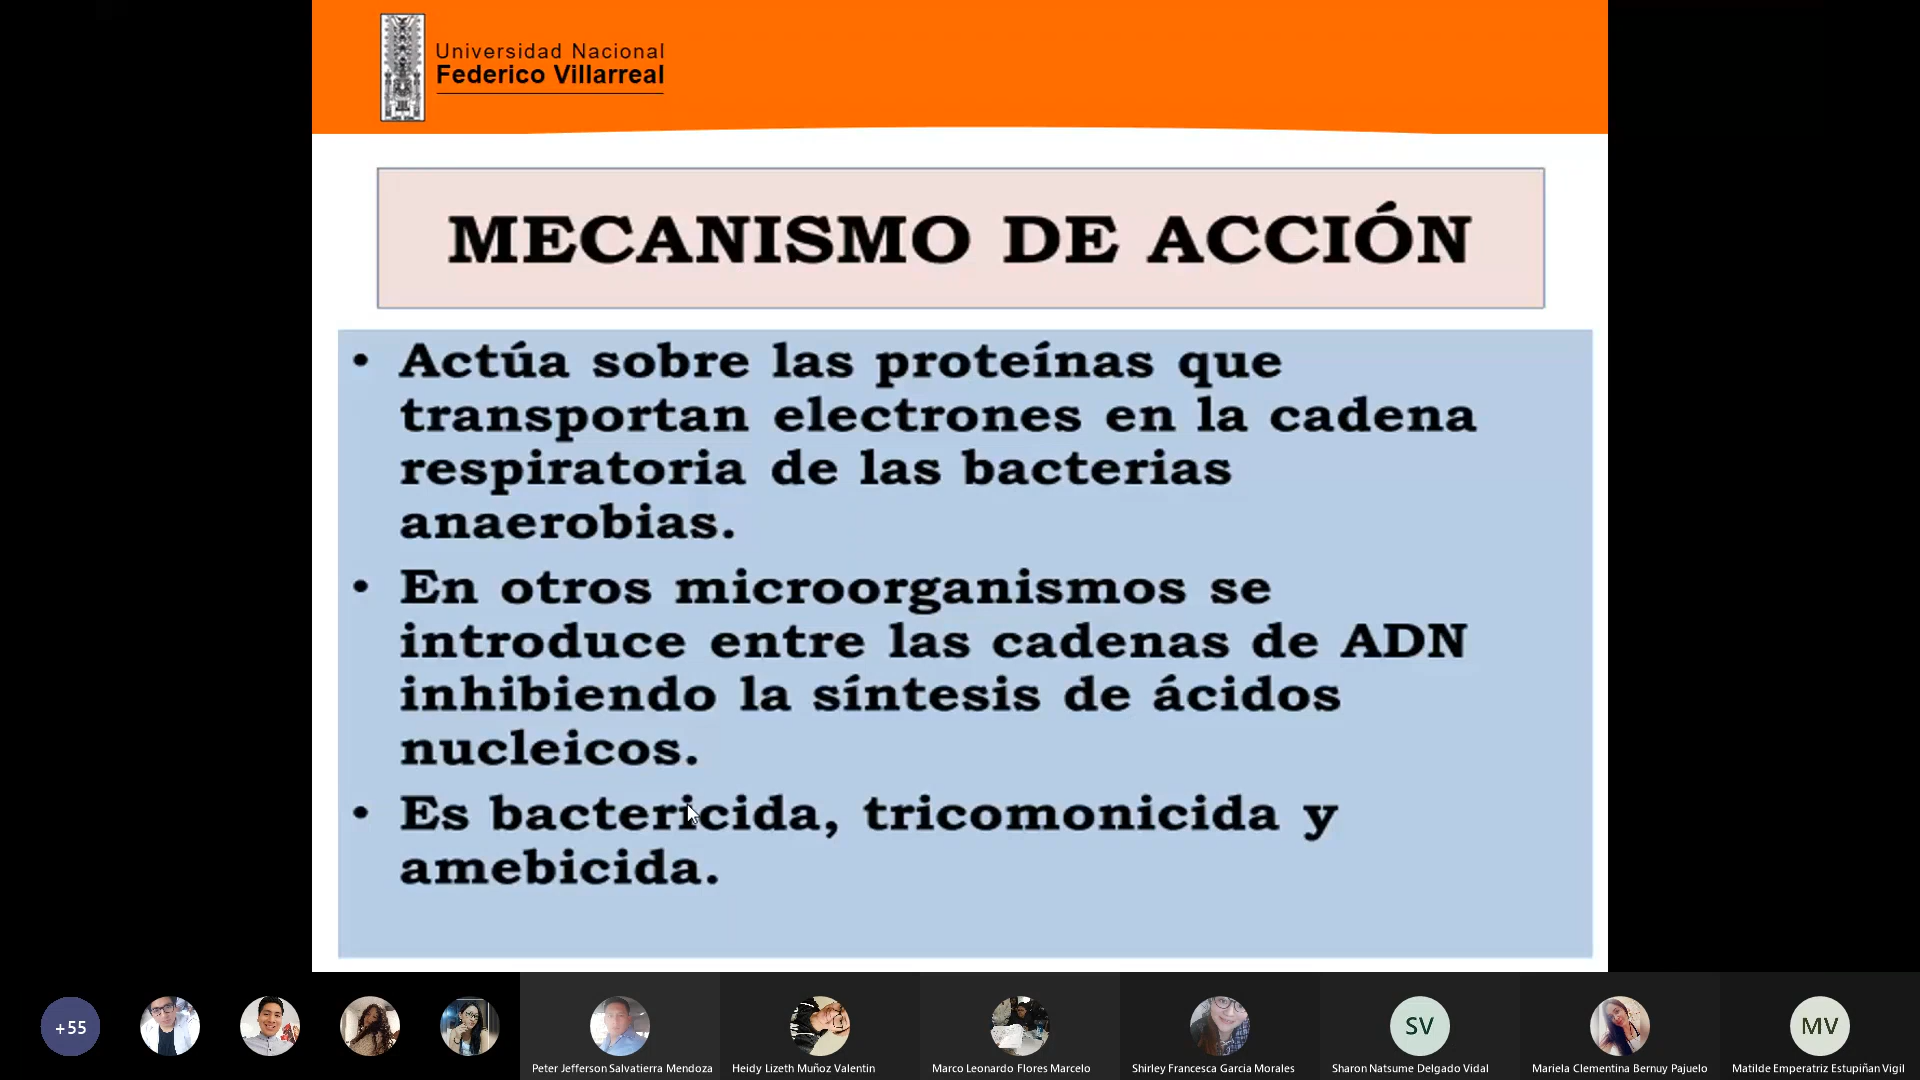 Universidad Nacional
Federico Villarreal
MECANISMO DE ACCIÓN
• Actúa sobre las proteínas que
transportan electrones en la cadena
respiratoria de las bacterias
anaerobias.
• En otros microorganismos se
introduce entre las cadenas de ADN
inhibiendo la síntesis de ácidos
nucleicos.
• Es bactericida, tricomonicida y
amebicida.
+55
SV
MV
Peter Jefferson Salvatierra Mendoza
Heidy Lizeth Muñoz Valentin
Marco Leonardo Flores Marcelo
Shirley Francesca Garcia Morales
Sharon Natsume Delgado Vidal
Mariela Clementina Bernuy Pajuelo
Matilde Emperatriz Estupiñan Vigil